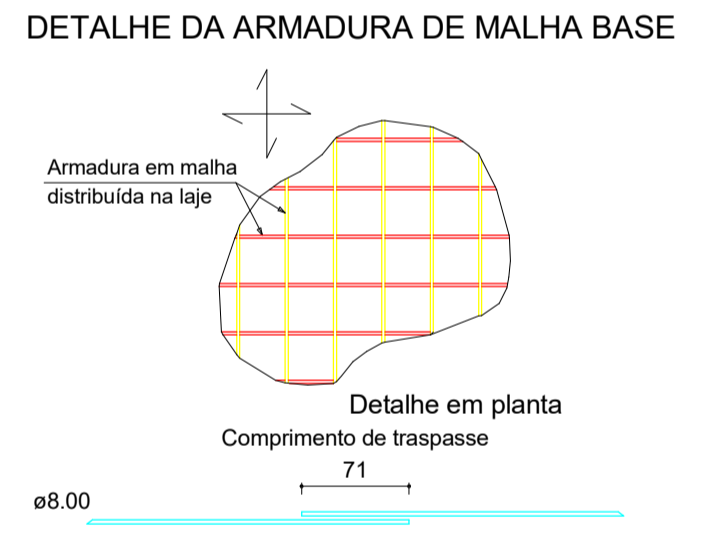 DETALHE DA ARMADURA DE MALHA BASE
Armadura em malha
distribuída na laje
Detalhe em planta
Comprimento de traspasse
71
ø8.00